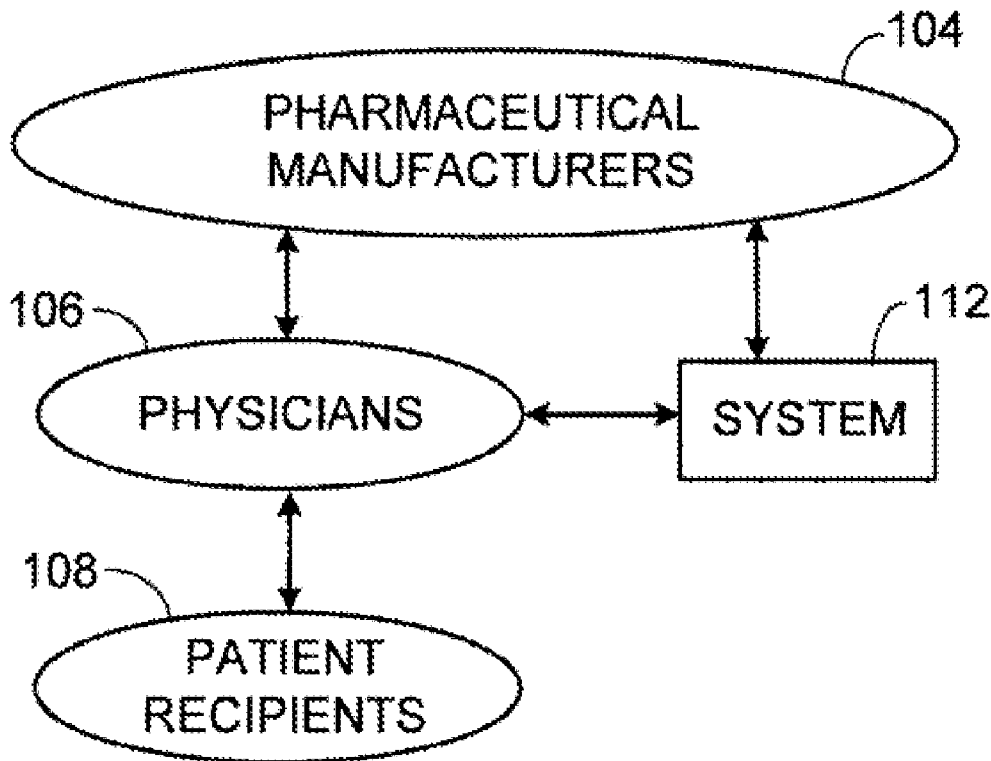 104
PHARMACEUTICAL
MANUFACTURERS
106
112
PHYSICIANS
SYSTEM
108
PATIENT
RECIPIENTS